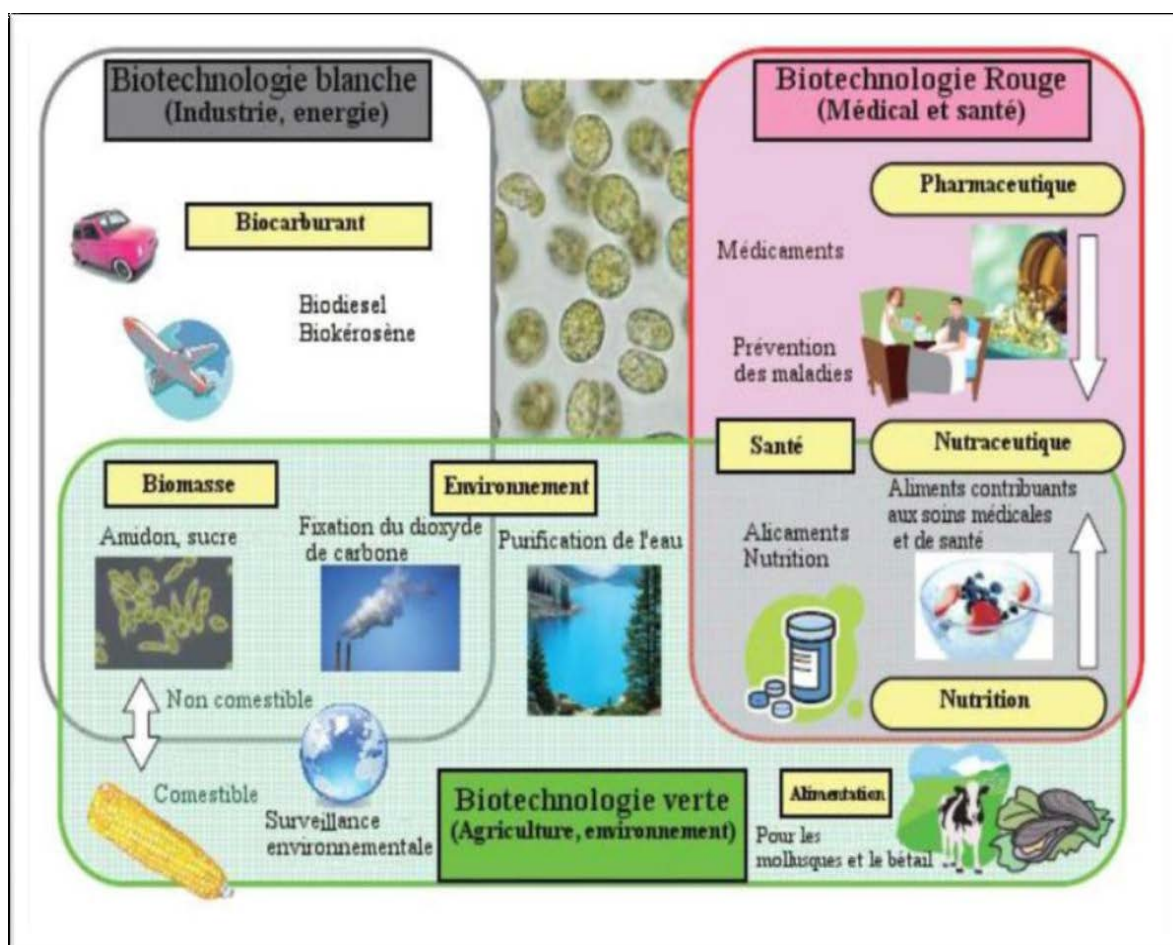 Biotechnologie blanche
(Industrie, energie)
Biocarburant
Biodiesel
Biokérosène
Biotechnologie Rouge
(Médical et santé)
Pharmaceutique
Médicaments
Prévention
des maladies
Santé
Nutraceutique
Aliments contribuants
aux soins médicales
et de santé
Alicaments
Nutrition
Nutrition
Biomasse
Amidon, sucre
Environnement
Fixation du dioxyde
de carbone
Purification de l'eau
Non comestible
Comestible
Surveillance
environnementale
Biotechnologie verte
(Agriculture, environnement)
Alimentation
Pour les
mollusques et le bétail